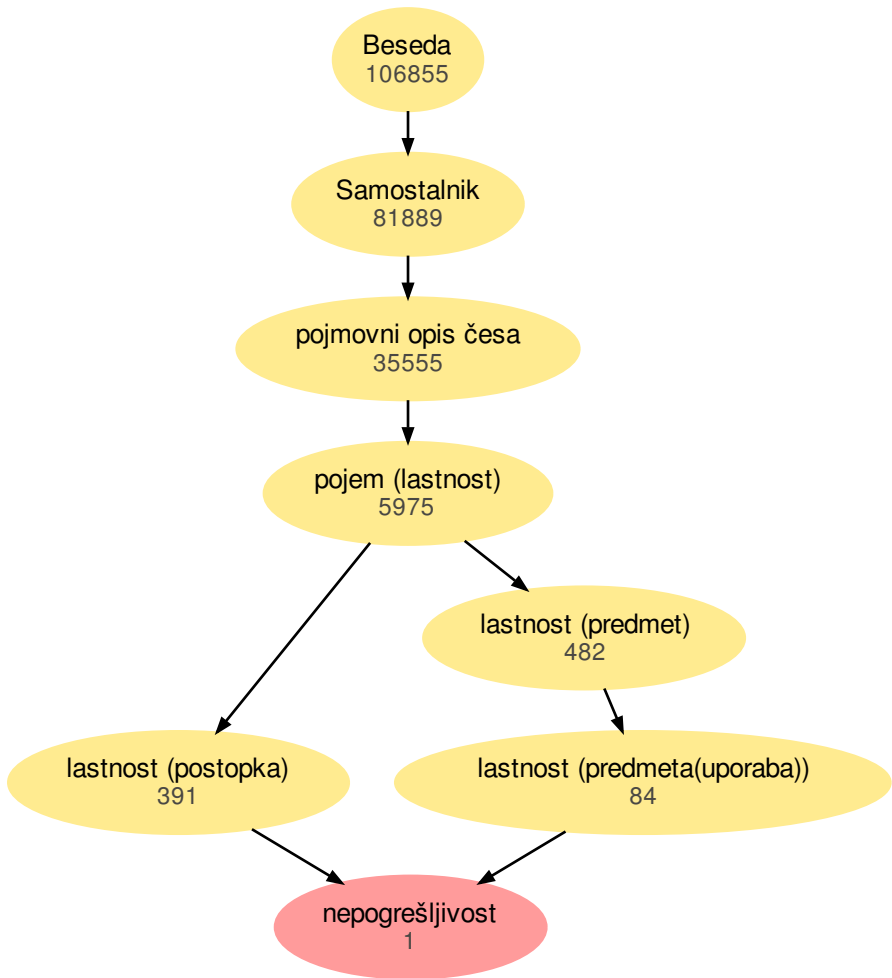 Beseda
106855
Samostalnik
81889
pojmovni opis česa
35555
pojem (lastnost)
5975
lastnost (predmet)
482
lastnost (postopka)
391
lastnost (predmeta(uporaba))
84
nepogrešljivost
1